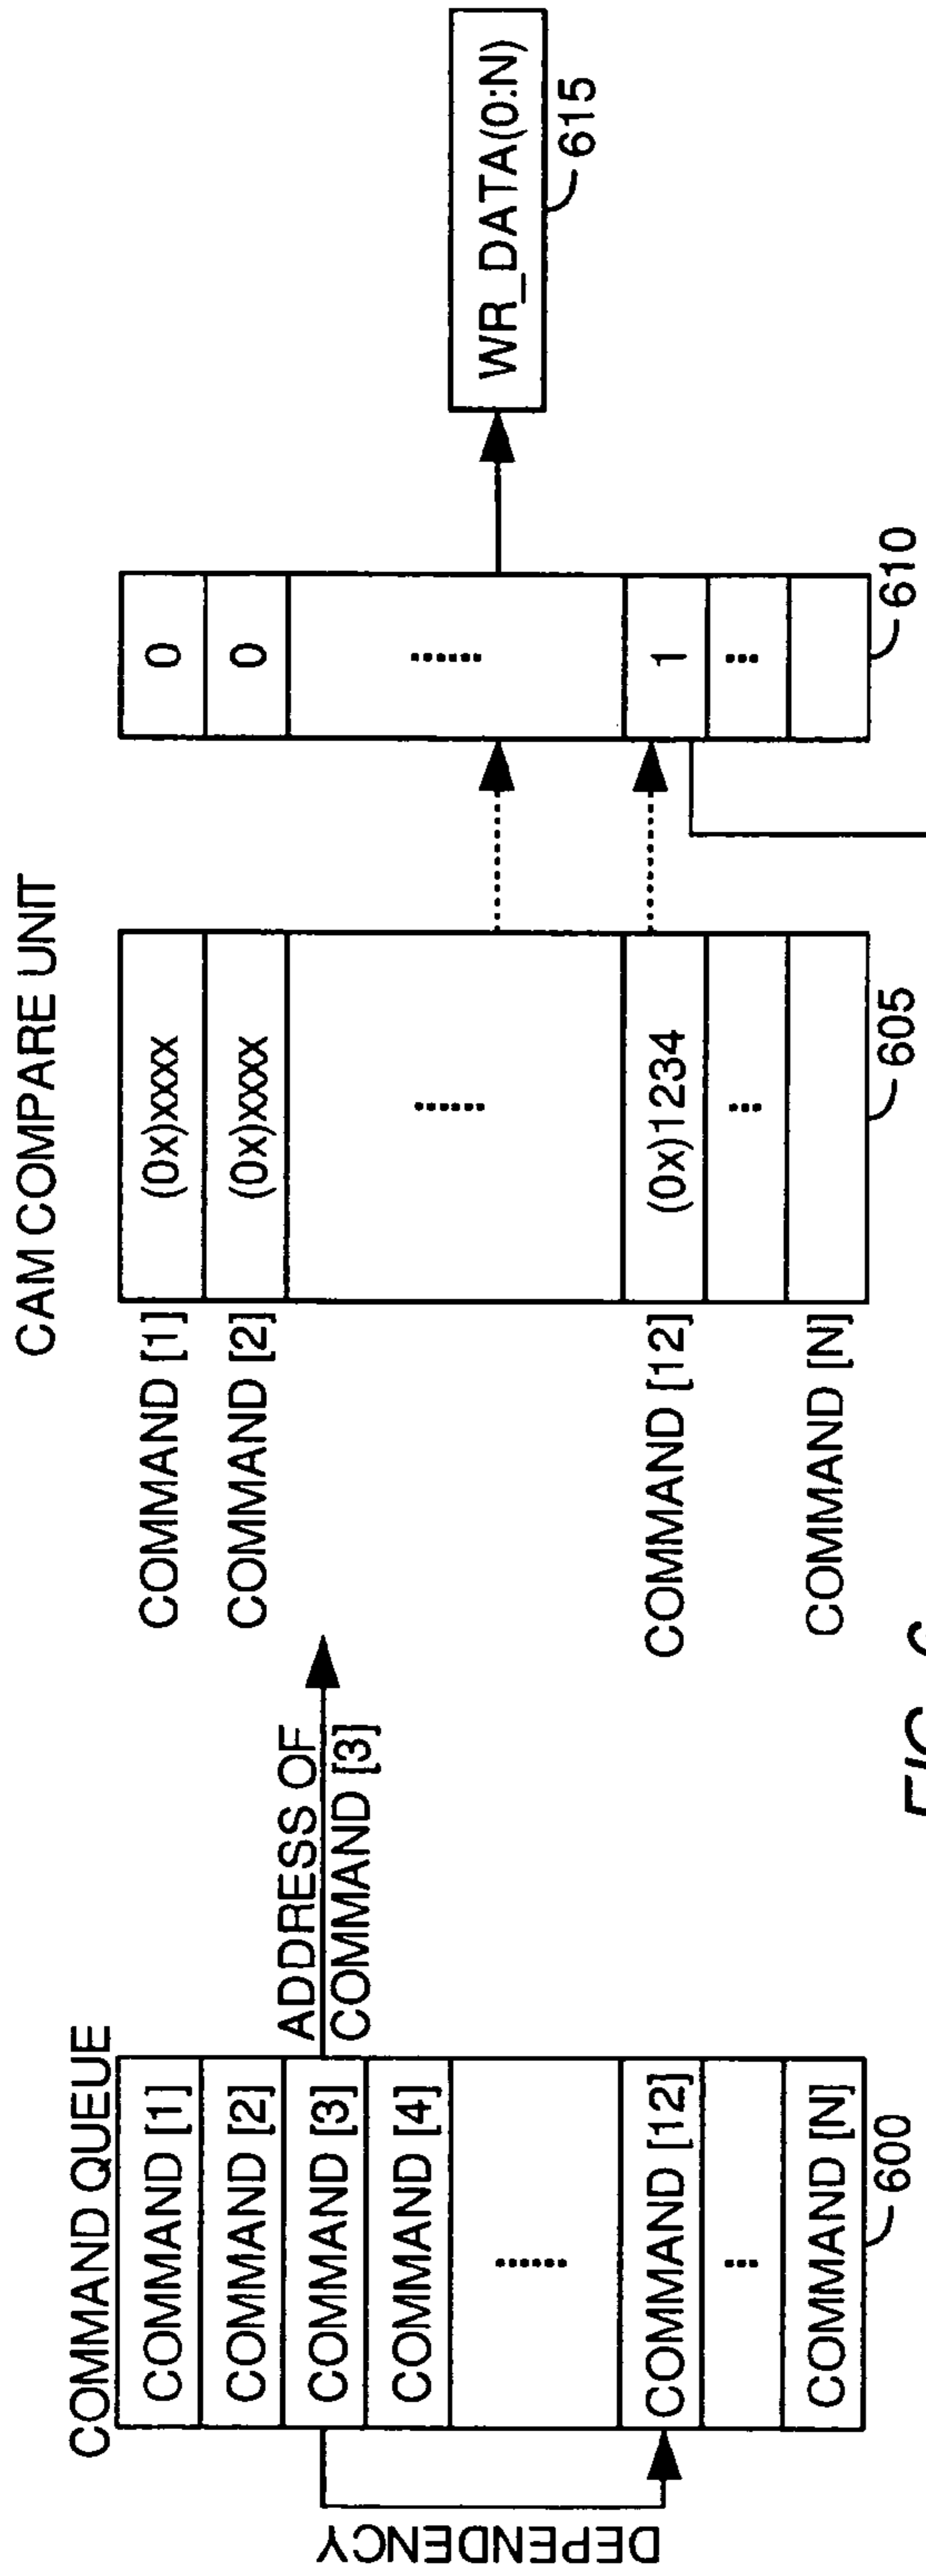 COMMAND QUEUE
COMMAND [1]
COMMAND [2]
COMMAND [3]
COMMAND [4]
......
COMMAND [12]
...
COMMAND [N]
600
DEPENDENCY
ADDRESS OF
COMMAND [3]
CAM COMPARE UNIT
COMMAND [1]
(0x)xxxx
COMMAND [2]
(0x)xxxx
......
COMMAND [12]
(0x)1234
...
COMMAND [N]
605
0
0
......
1
...
610
WR_DATA(0:N)
615